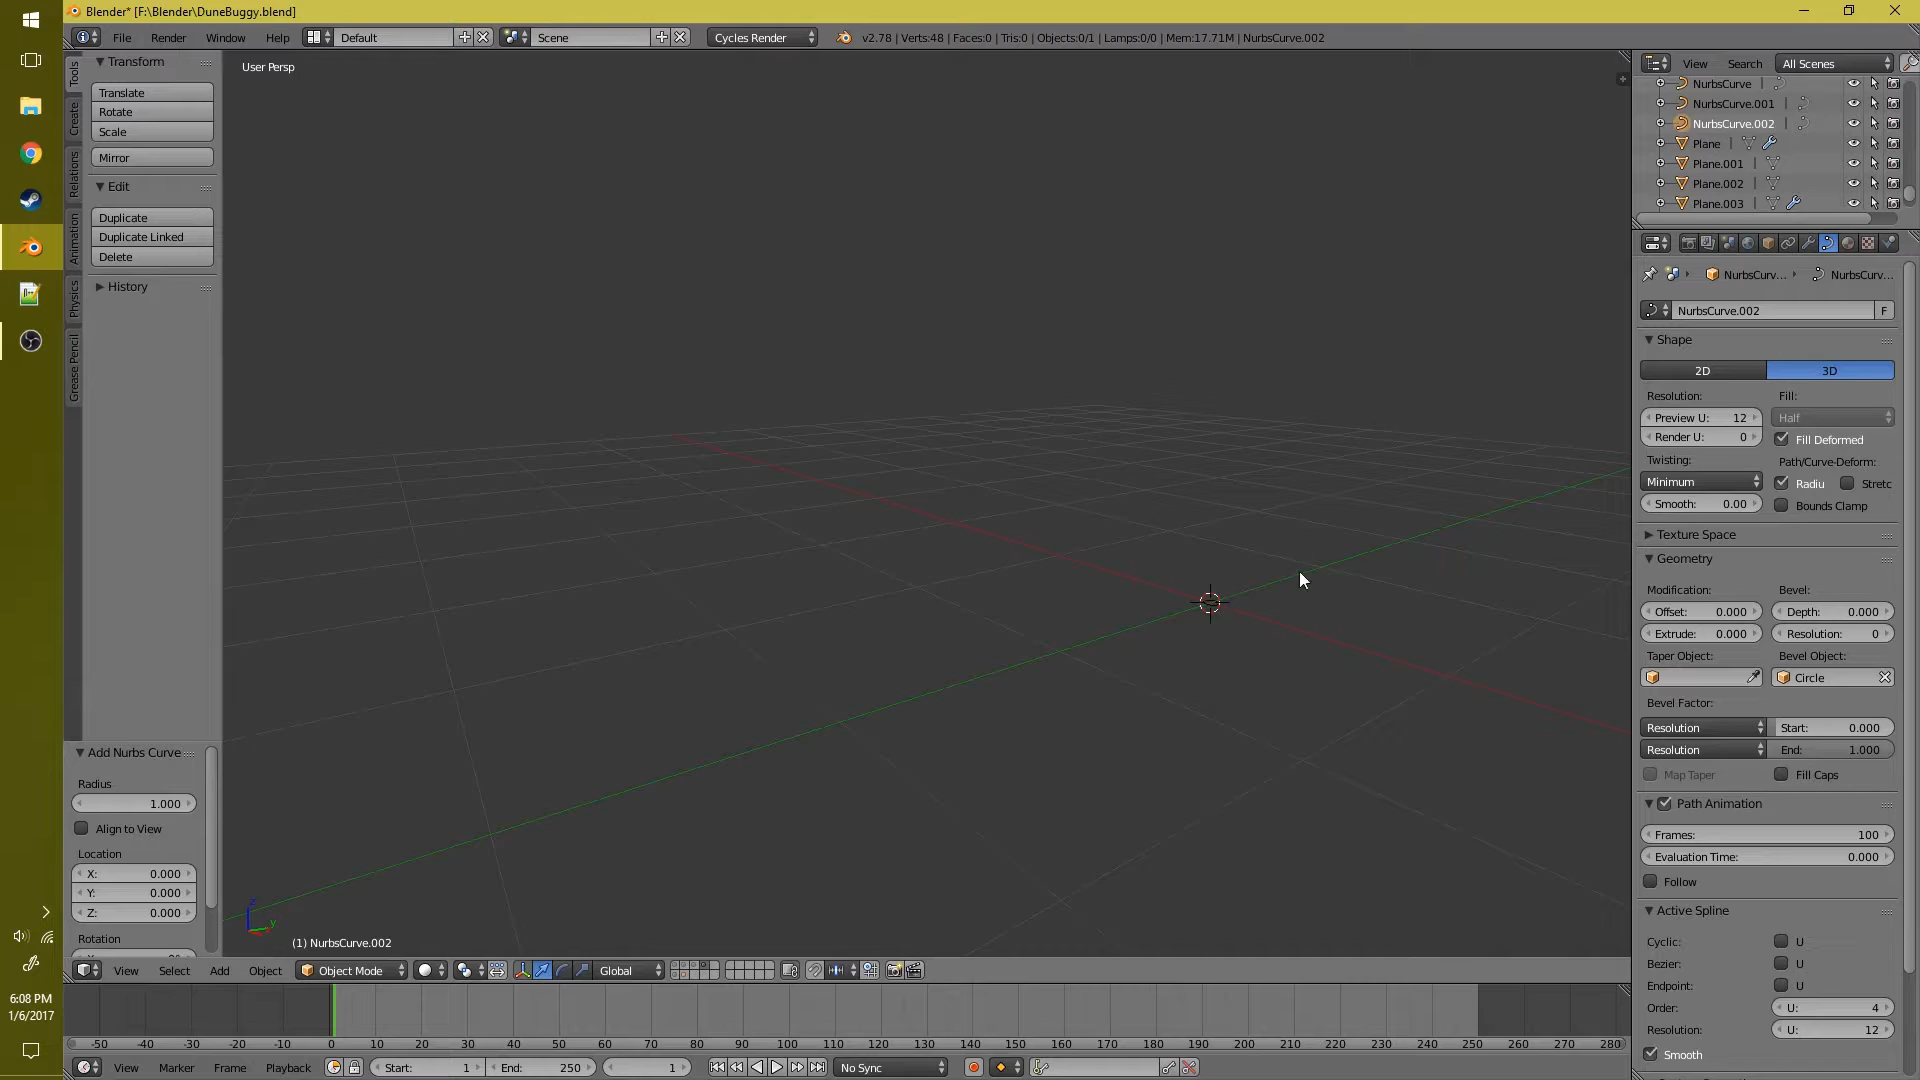 Blender* [F:\Blender\DuneBuggy.blend]
File Render Window Help Default Scene Cycles Render v2.78 | Verts:48 | Faces:0 | Tris:0 | Objects:0/1 | Lamps:0/0 | Mem:17.71M | NurbsCurve.002
Tools
Create
Relations
Animation
Physics
Grease Pencil
Transform
Translate
Rotate
Scale
Mirror
Edit
Duplicate
Duplicate Linked
Delete
History
Add Nurbs Curve
Radius
1.000
Align to View
Location
X: 0.000
Y: 0.000
Z: 0.000
Rotation
User Persp
z
y
(1) NurbsCurve.002
View Select Add Object Object Mode Global
-50 -40 -30 -20 -10 0 10 20 30 40 50 60 70 80 90 100 110 120 130 140 150 160 170 180 190 200 210 220 230 240 250 260 270 280
View Marker Frame Playback Start: 1 End: 250 1 No Sync
View Search All Scenes
NurbsCurve
NurbsCurve.001
NurbsCurve.002
Plane
Plane.001
Plane.002
Plane.003
NurbsCurv... NurbsCurv...
NurbsCurve.002 F
Shape
2D 3D
Resolution: Fill:
Preview U: 12 Half
Render U: 0 Fill Deformed
Twisting: Path/Curve-Deform:
Minimum Radiu Stretc
Smooth: 0.00 Bounds Clamp
Texture Space
Geometry
Modification: Bevel:
Offset: 0.000 Depth: 0.000
Extrude: 0.000 Resolution: 0
Taper Object: Bevel Object:
Circle
Bevel Factor:
Resolution Start: 0.000
Resolution End: 1.000
Map Taper Fill Caps
Path Animation
Frames: 100
Evaluation Time: 0.000
Follow
Active Spline
Cyclic: U
Bezier: U
Endpoint: U
Order: U: 4
Resolution: U: 12
Smooth
6:08 PM
1/6/2017